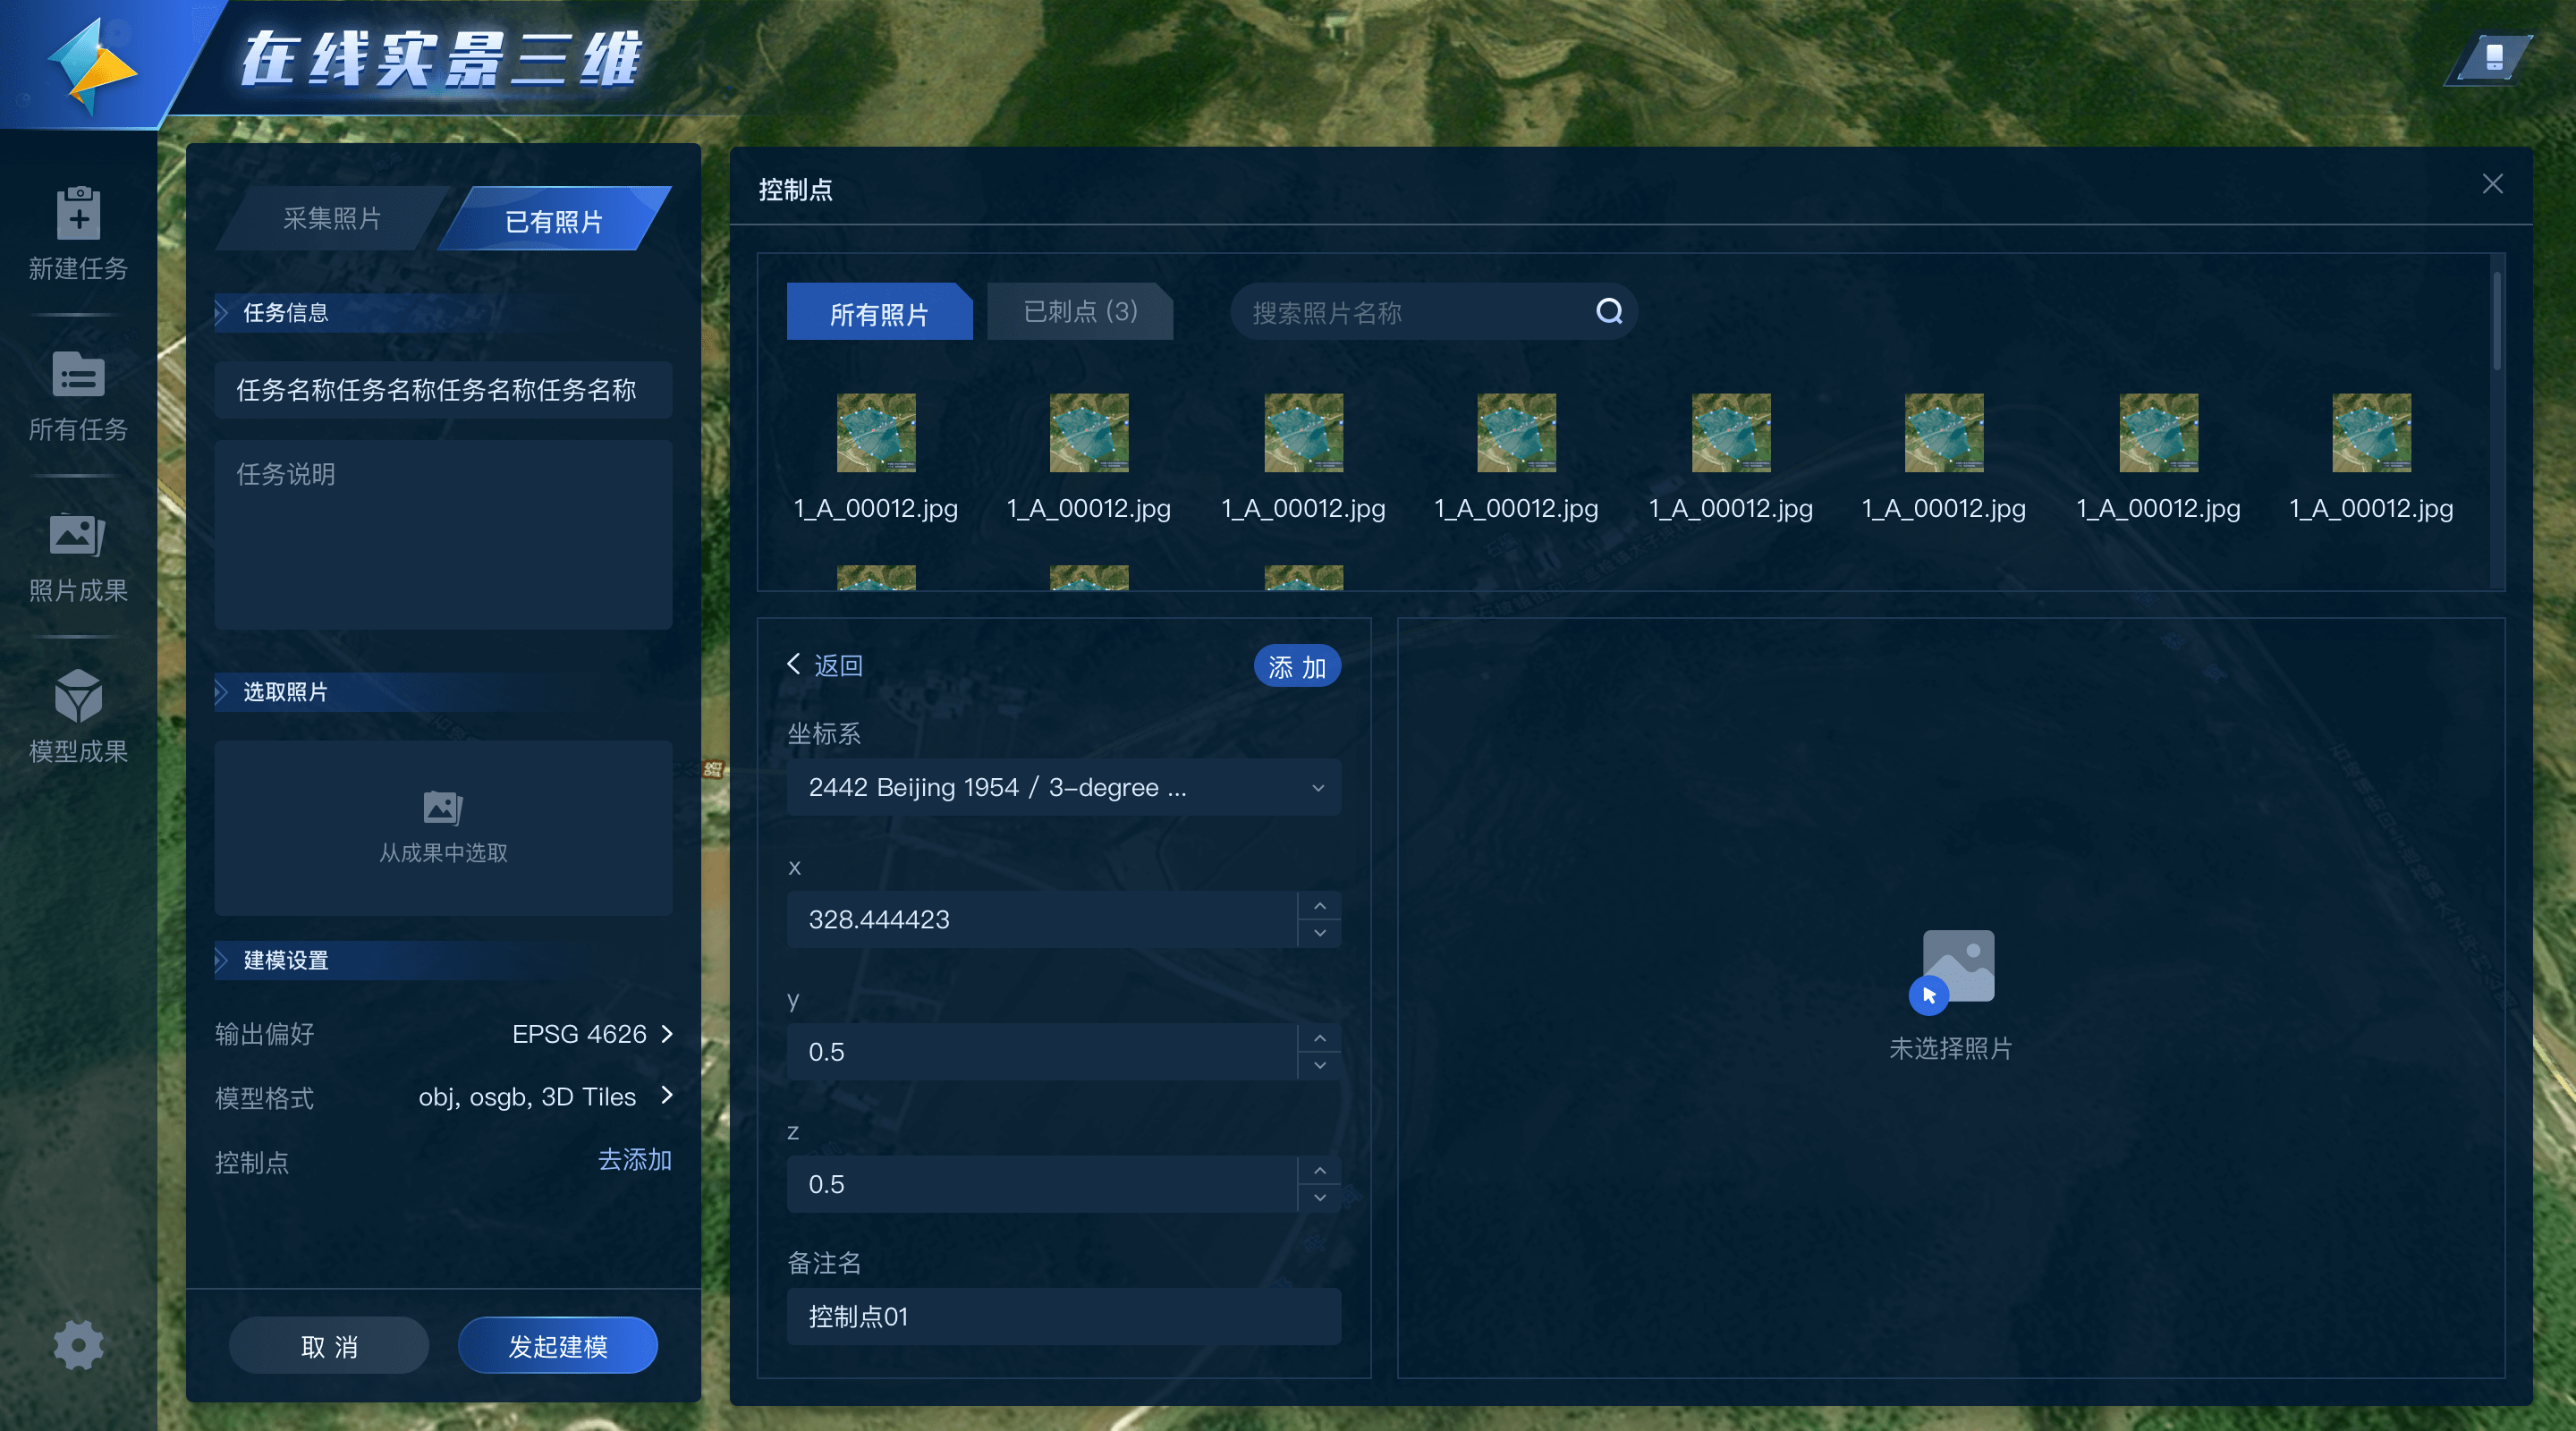 在线实景三维
新建任务
所有任务
照片成果
模型成果
采集照片
已有照片
任务信息
任务名称任务名称任务名称任务名称
任务说明
选取照片
从成果中选取
建模设置
输出偏好 EPSG 4626
模型格式 obj, osgb, 3D Tiles
控制点 去添加
取 消
发起建模
控制点
所有照片
已刺点 (3)
搜索照片名称
1_A_00012.jpg
1_A_00012.jpg
1_A_00012.jpg
1_A_00012.jpg
1_A_00012.jpg
1_A_00012.jpg
1_A_00012.jpg
1_A_00012.jpg
返回
添 加
坐标系
2442 Beijing 1954 / 3-degree ...
x
328.444423
y
0.5
z
0.5
备注名
控制点01
未选择照片